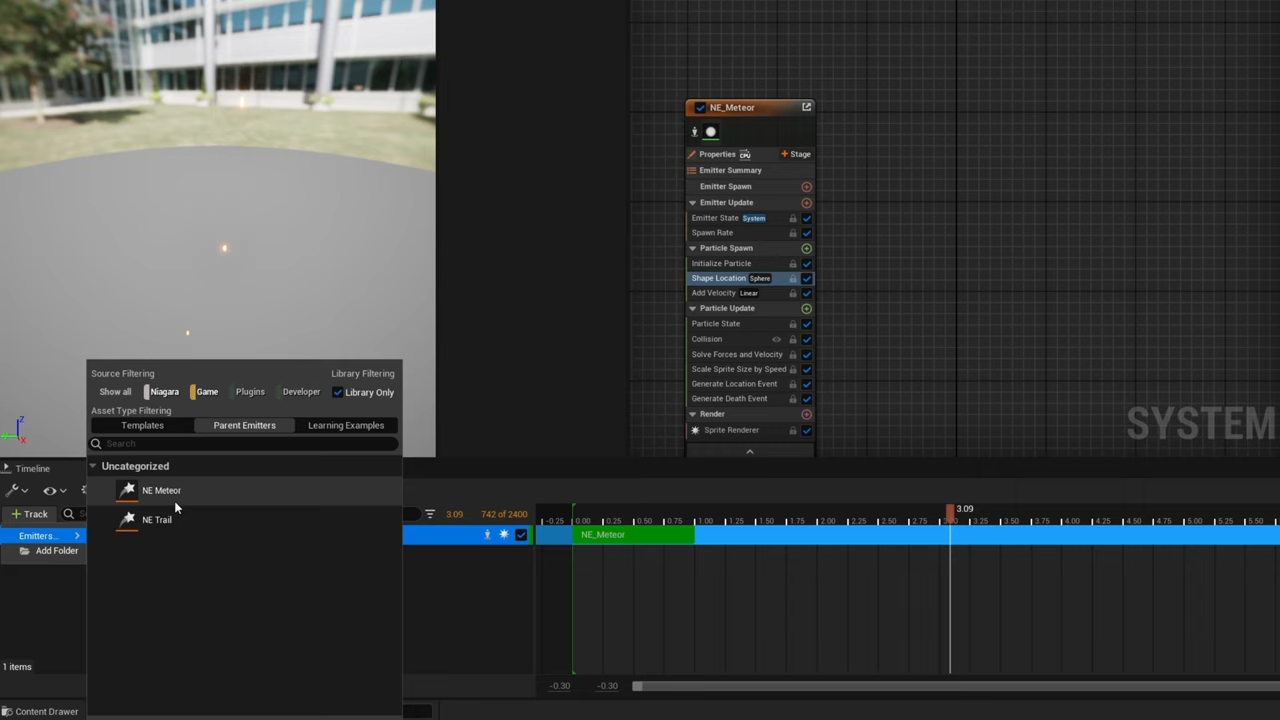 NE_Meteor
Properties CPU + Stage
Emitter Summary
Emitter Spawn
Emitter Update
Emitter State System
Spawn Rate
Particle Spawn
Initialize Particle
Shape Location Sphere
Add Velocity Linear
Particle Update
Particle State
Collision
Solve Forces and Velocity
Scale Sprite Size by Speed
Generate Location Event
Generate Death Event
Render
Sprite Renderer
SYSTEM
Z
X
Source Filtering Library Filtering
Show all Niagara Game Plugins Developer Library Only
Asset Type Filtering
Templates Parent Emitters Learning Examples
Search
Uncategorized
NE Meteor
NE Trail
Timeline
+ Track
3.09 742 of 2400
3.09
-0.25 0.00 0.25 0.50 0.75 1.00 1.25 1.50 1.75 2.00 2.25 2.50 2.75 3.25 3.50 3.75 4.00 4.25 4.50 4.75 5.00 5.25 5.50
Emitters...
NE_Meteor
Add Folder
1 items
-0.30 -0.30
Content Drawer